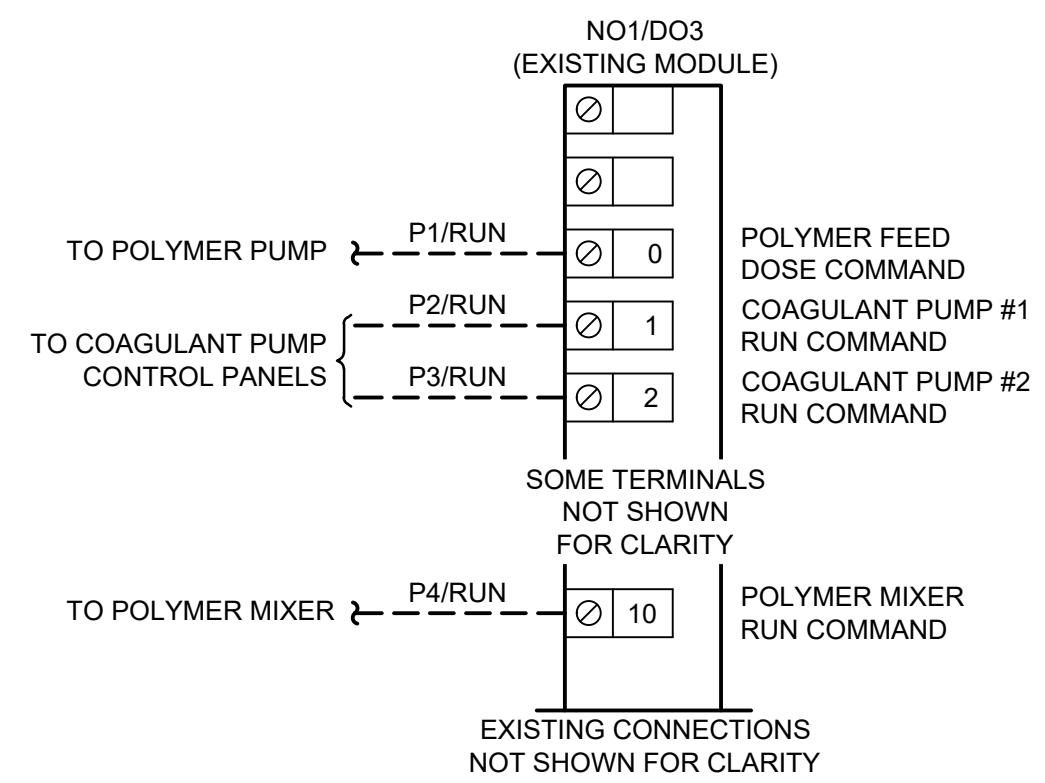 NO1/DO3
(EXISTING MODULE)
TO POLYMER PUMP
P1/RUN
0
POLYMER FEED
DOSE COMMAND
P2/RUN
1
COAGULANT PUMP #1
RUN COMMAND
TO COAGULANT PUMP
CONTROL PANELS
P3/RUN
2
COAGULANT PUMP #2
RUN COMMAND
SOME TERMINALS
NOT SHOWN
FOR CLARITY
TO POLYMER MIXER
P4/RUN
10
POLYMER MIXER
RUN COMMAND
EXISTING CONNECTIONS
NOT SHOWN FOR CLARITY